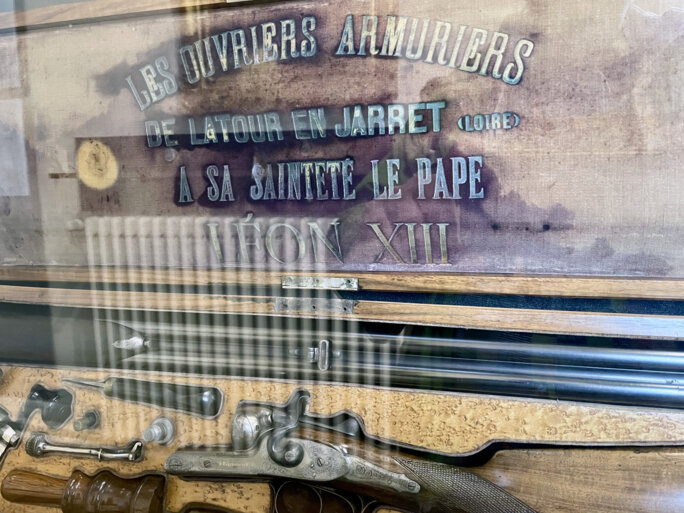 LES OUVRIERS ARMURIERS
DE LATOUR EN JARRET (LOIRE)
A SA SAINTETÉ LE PAPE
LÉON XIII